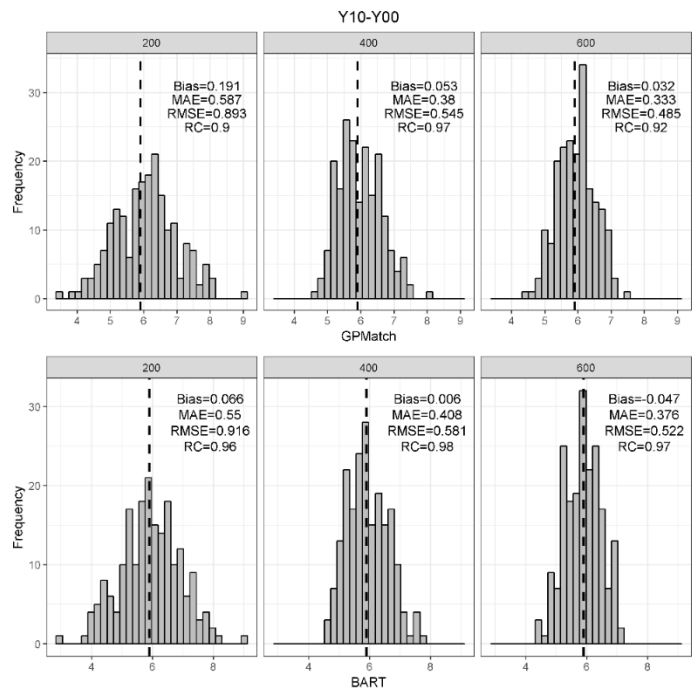 Y10-Y00
200 400 600
Bias=0.191 Bias=0.053 Bias=0.032
MAE=0.587 MAE=0.38 MAE=0.333
RMSE=0.893 RMSE=0.545 RMSE=0.485
RC=0.9 RC=0.97 RC=0.92
30
20
10
0
Frequency
4 5 6 7 8 9 4 5 6 7 8 9 4 5 6 7 8 9
GPMatch
200 400 600
Bias=0.066 Bias=0.006 Bias=-0.047
MAE=0.55 MAE=0.408 MAE=0.376
RMSE=0.916 RMSE=0.581 RMSE=0.522
RC=0.96 RC=0.98 RC=0.97
30
20
10
0
Frequency
4 6 8 4 6 8 4 6 8
BART